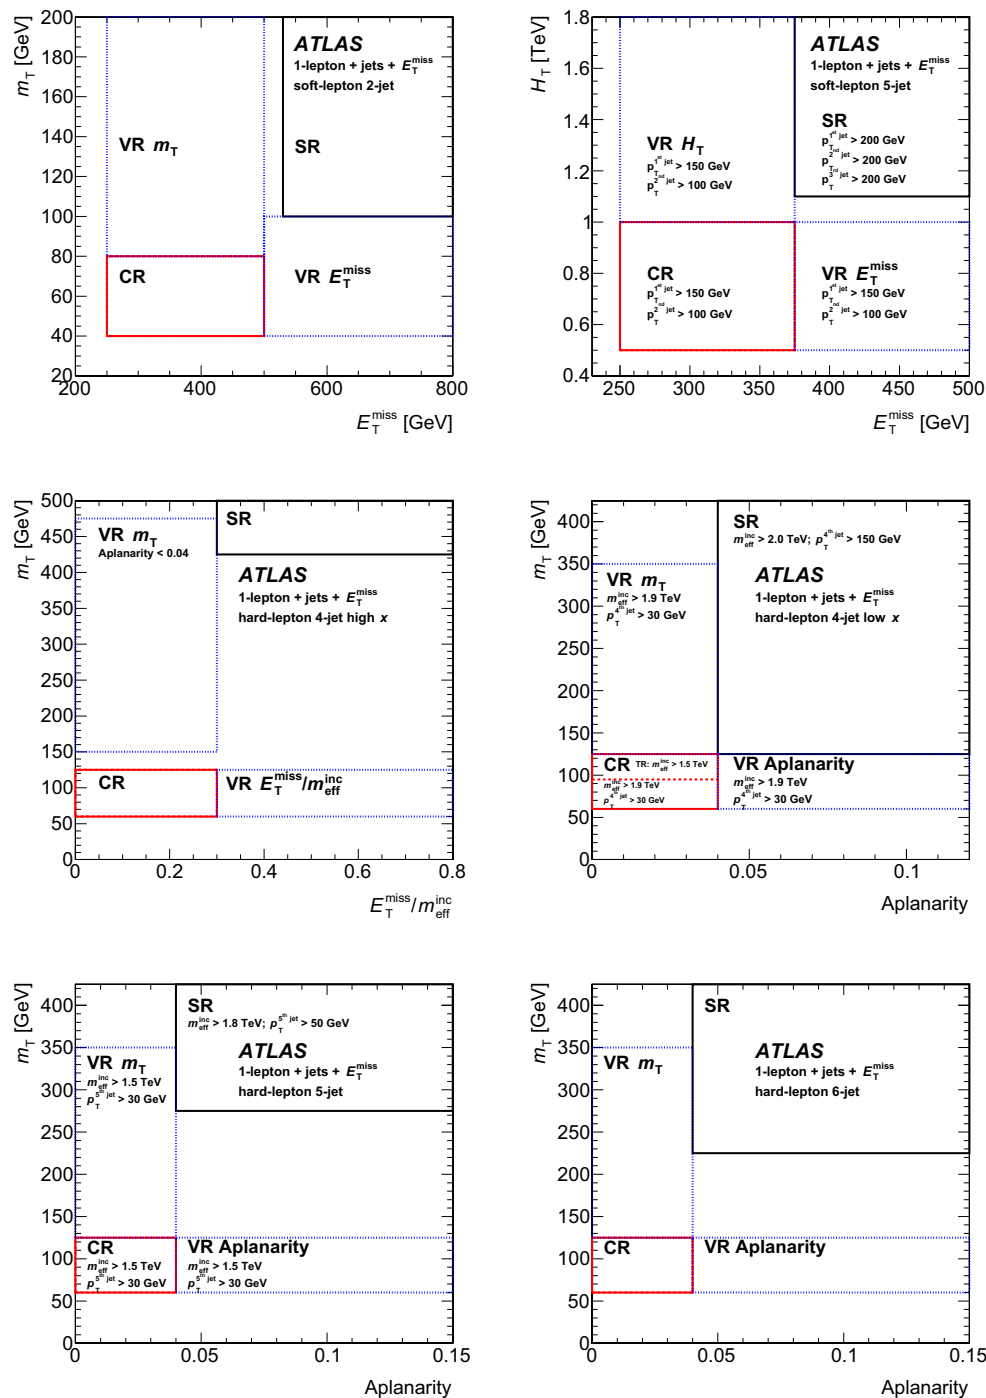 m_T [GeV]
200
180
160
140
120
100
80
60
40
20
200 400 600 800
E_T^miss [GeV]
ATLAS
1-lepton + jets + E_T^miss
soft-lepton 2-jet
VR m_T
SR
CR
VR E_T^miss
H_T [TeV]
1.8
1.6
1.4
1.2
1
0.8
0.6
0.4
250 300 350 400 450 500
E_T^miss [GeV]
ATLAS
1-lepton + jets + E_T^miss
soft-lepton 5-jet
SR
p_T^1st jet > 200 GeV
p_T^2nd jet > 200 GeV
p_T^3rd jet > 200 GeV
VR H_T
p_T^1st jet > 150 GeV
p_T^2nd jet > 100 GeV
CR
p_T^1st jet > 150 GeV
p_T^2nd jet > 100 GeV
VR E_T^miss
p_T^1st jet > 150 GeV
p_T^2nd jet > 100 GeV
m_T [GeV]
500
450
400
350
300
250
200
150
100
50
0
0 0.2 0.4 0.6 0.8
E_T^miss/m_eff^inc
SR
VR m_T
Aplanarity < 0.04
ATLAS
1-lepton + jets + E_T^miss
hard-lepton 4-jet high x
CR
VR E_T^miss/m_eff^inc
m_T [GeV]
400
350
300
250
200
150
100
50
0
0 0.05 0.1
Aplanarity
SR
m_eff^inc > 2.0 TeV; p_T^4th jet > 150 GeV
VR m_T
m_eff^inc > 1.9 TeV
p_T^4th jet > 30 GeV
ATLAS
1-lepton + jets + E_T^miss
hard-lepton 4-jet low x
CR TR: m_eff^inc > 1.5 TeV
m_eff^inc > 1.9 TeV
p_T^4th jet > 30 GeV
VR Aplanarity
m_eff^inc > 1.9 TeV
p_T^4th jet > 30 GeV
m_T [GeV]
400
350
300
250
200
150
100
50
0
0 0.05 0.1 0.15
Aplanarity
SR
m_eff^inc > 1.8 TeV; p_T^5th jet > 50 GeV
VR m_T
m_eff^inc > 1.5 TeV
p_T^5th jet > 30 GeV
ATLAS
1-lepton + jets + E_T^miss
hard-lepton 5-jet
CR
m_eff^inc > 1.5 TeV
p_T^5th jet > 30 GeV
VR Aplanarity
m_eff^inc > 1.5 TeV
p_T^5th jet > 30 GeV
m_T [GeV]
400
350
300
250
200
150
100
50
0
0 0.05 0.1 0.15
Aplanarity
SR
VR m_T
ATLAS
1-lepton + jets + E_T^miss
hard-lepton 6-jet
CR
VR Aplanarity